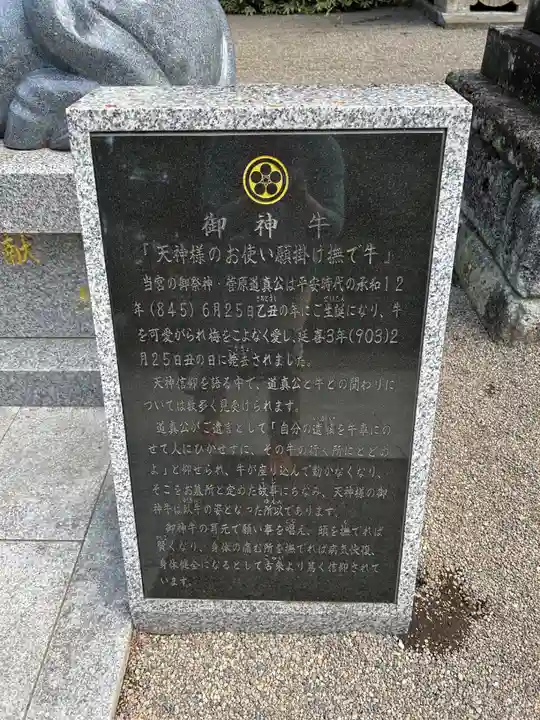 御神牛
「天神様のお使い願掛け撫で牛」
当宮の御祭神・菅原道真公は平安時代の承和12
年(845)6月25日乙丑の年にご生誕になり、牛
を可愛がられ梅をこよなく愛し、延喜3年(903)2
月25日丑の日に薨去されました。
天神信仰を語る中で、道真公と牛との関わりに
ついては数多く見受けられます。
道真公がご遺言として「自分の遺骸を牛車にの
せて人にひかせずに、その牛の行く所にとどめ
よ」と仰せられ、牛が座り込んで動かなくなり、
そこをお墓所と定めた故事にちなみ、天神様の御
神牛は臥牛の姿となった所以であります。
御神牛の耳元で願い事を唱え、頭を撫でれば
賢くなり、身体の痛む所を撫でれば病気快復、
身体健全になるとして古来より篤く信仰されて
います。
献